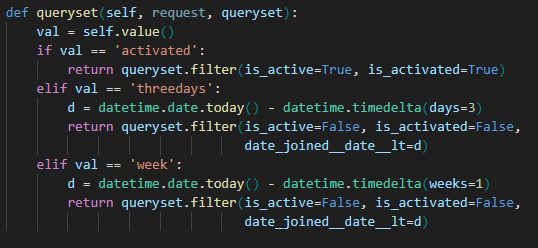 def queryset(self, request, queryset):
    val = self.value()
    if val == 'activated':
        return queryset.filter(is_active=True, is_activated=True)
    elif val == 'threedays':
        d = datetime.date.today() - datetime.timedelta(days=3)
        return queryset.filter(is_active=False, is_activated=False,
                               date_joined__date__lt=d)
    elif val == 'week':
        d = datetime.date.today() - datetime.timedelta(weeks=1)
        return queryset.filter(is_active=False, is_activated=False,
                               date_joined__date__lt=d)